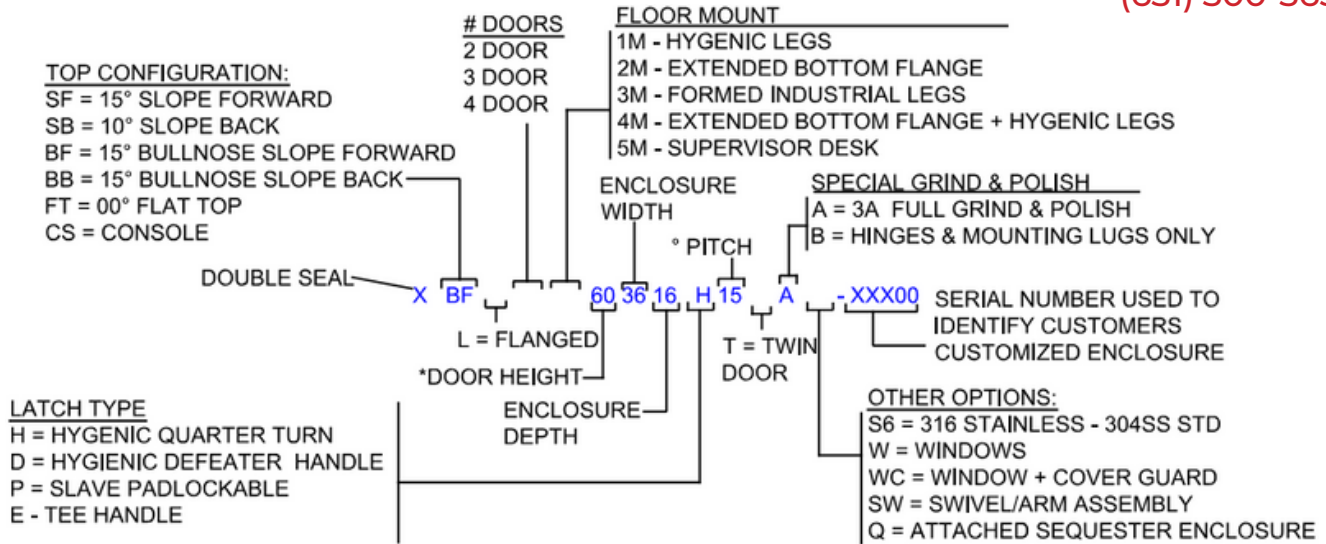 (651) 500-
# DOORS
2 DOOR
3 DOOR
4 DOOR
FLOOR MOUNT
1M - HYGENIC LEGS
2M - EXTENDED BOTTOM FLANGE
3M - FORMED INDUSTRIAL LEGS
4M - EXTENDED BOTTOM FLANGE + HYGENIC LEGS
5M - SUPERVISOR DESK
TOP CONFIGURATION:
SF = 15° SLOPE FORWARD
SB = 10° SLOPE BACK
BF = 15° BULLNOSE SLOPE FORWARD
BB = 15° BULLNOSE SLOPE BACK
FT = 00° FLAT TOP
CS = CONSOLE
ENCLOSURE
WIDTH
SPECIAL GRIND & POLISH
A = 3A FULL GRIND & POLISH
B = HINGES & MOUNTING LUGS ONLY
° PITCH
DOUBLE SEAL
X BF 60 36 16 H 15 A - XXX00
SERIAL NUMBER USED TO
IDENTIFY CUSTOMERS
CUSTOMIZED ENCLOSURE
L = FLANGED
T = TWIN
DOOR
*DOOR HEIGHT
ENCLOSURE
DEPTH
LATCH TYPE
H = HYGENIC QUARTER TURN
D = HYGIENIC DEFEATER HANDLE
P = SLAVE PADLOCKABLE
E - TEE HANDLE
OTHER OPTIONS:
S6 = 316 STAINLESS - 304SS STD
W = WINDOWS
WC = WINDOW + COVER GUARD
SW = SWIVEL/ARM ASSEMBLY
Q = ATTACHED SEQUESTER ENCLOSURE